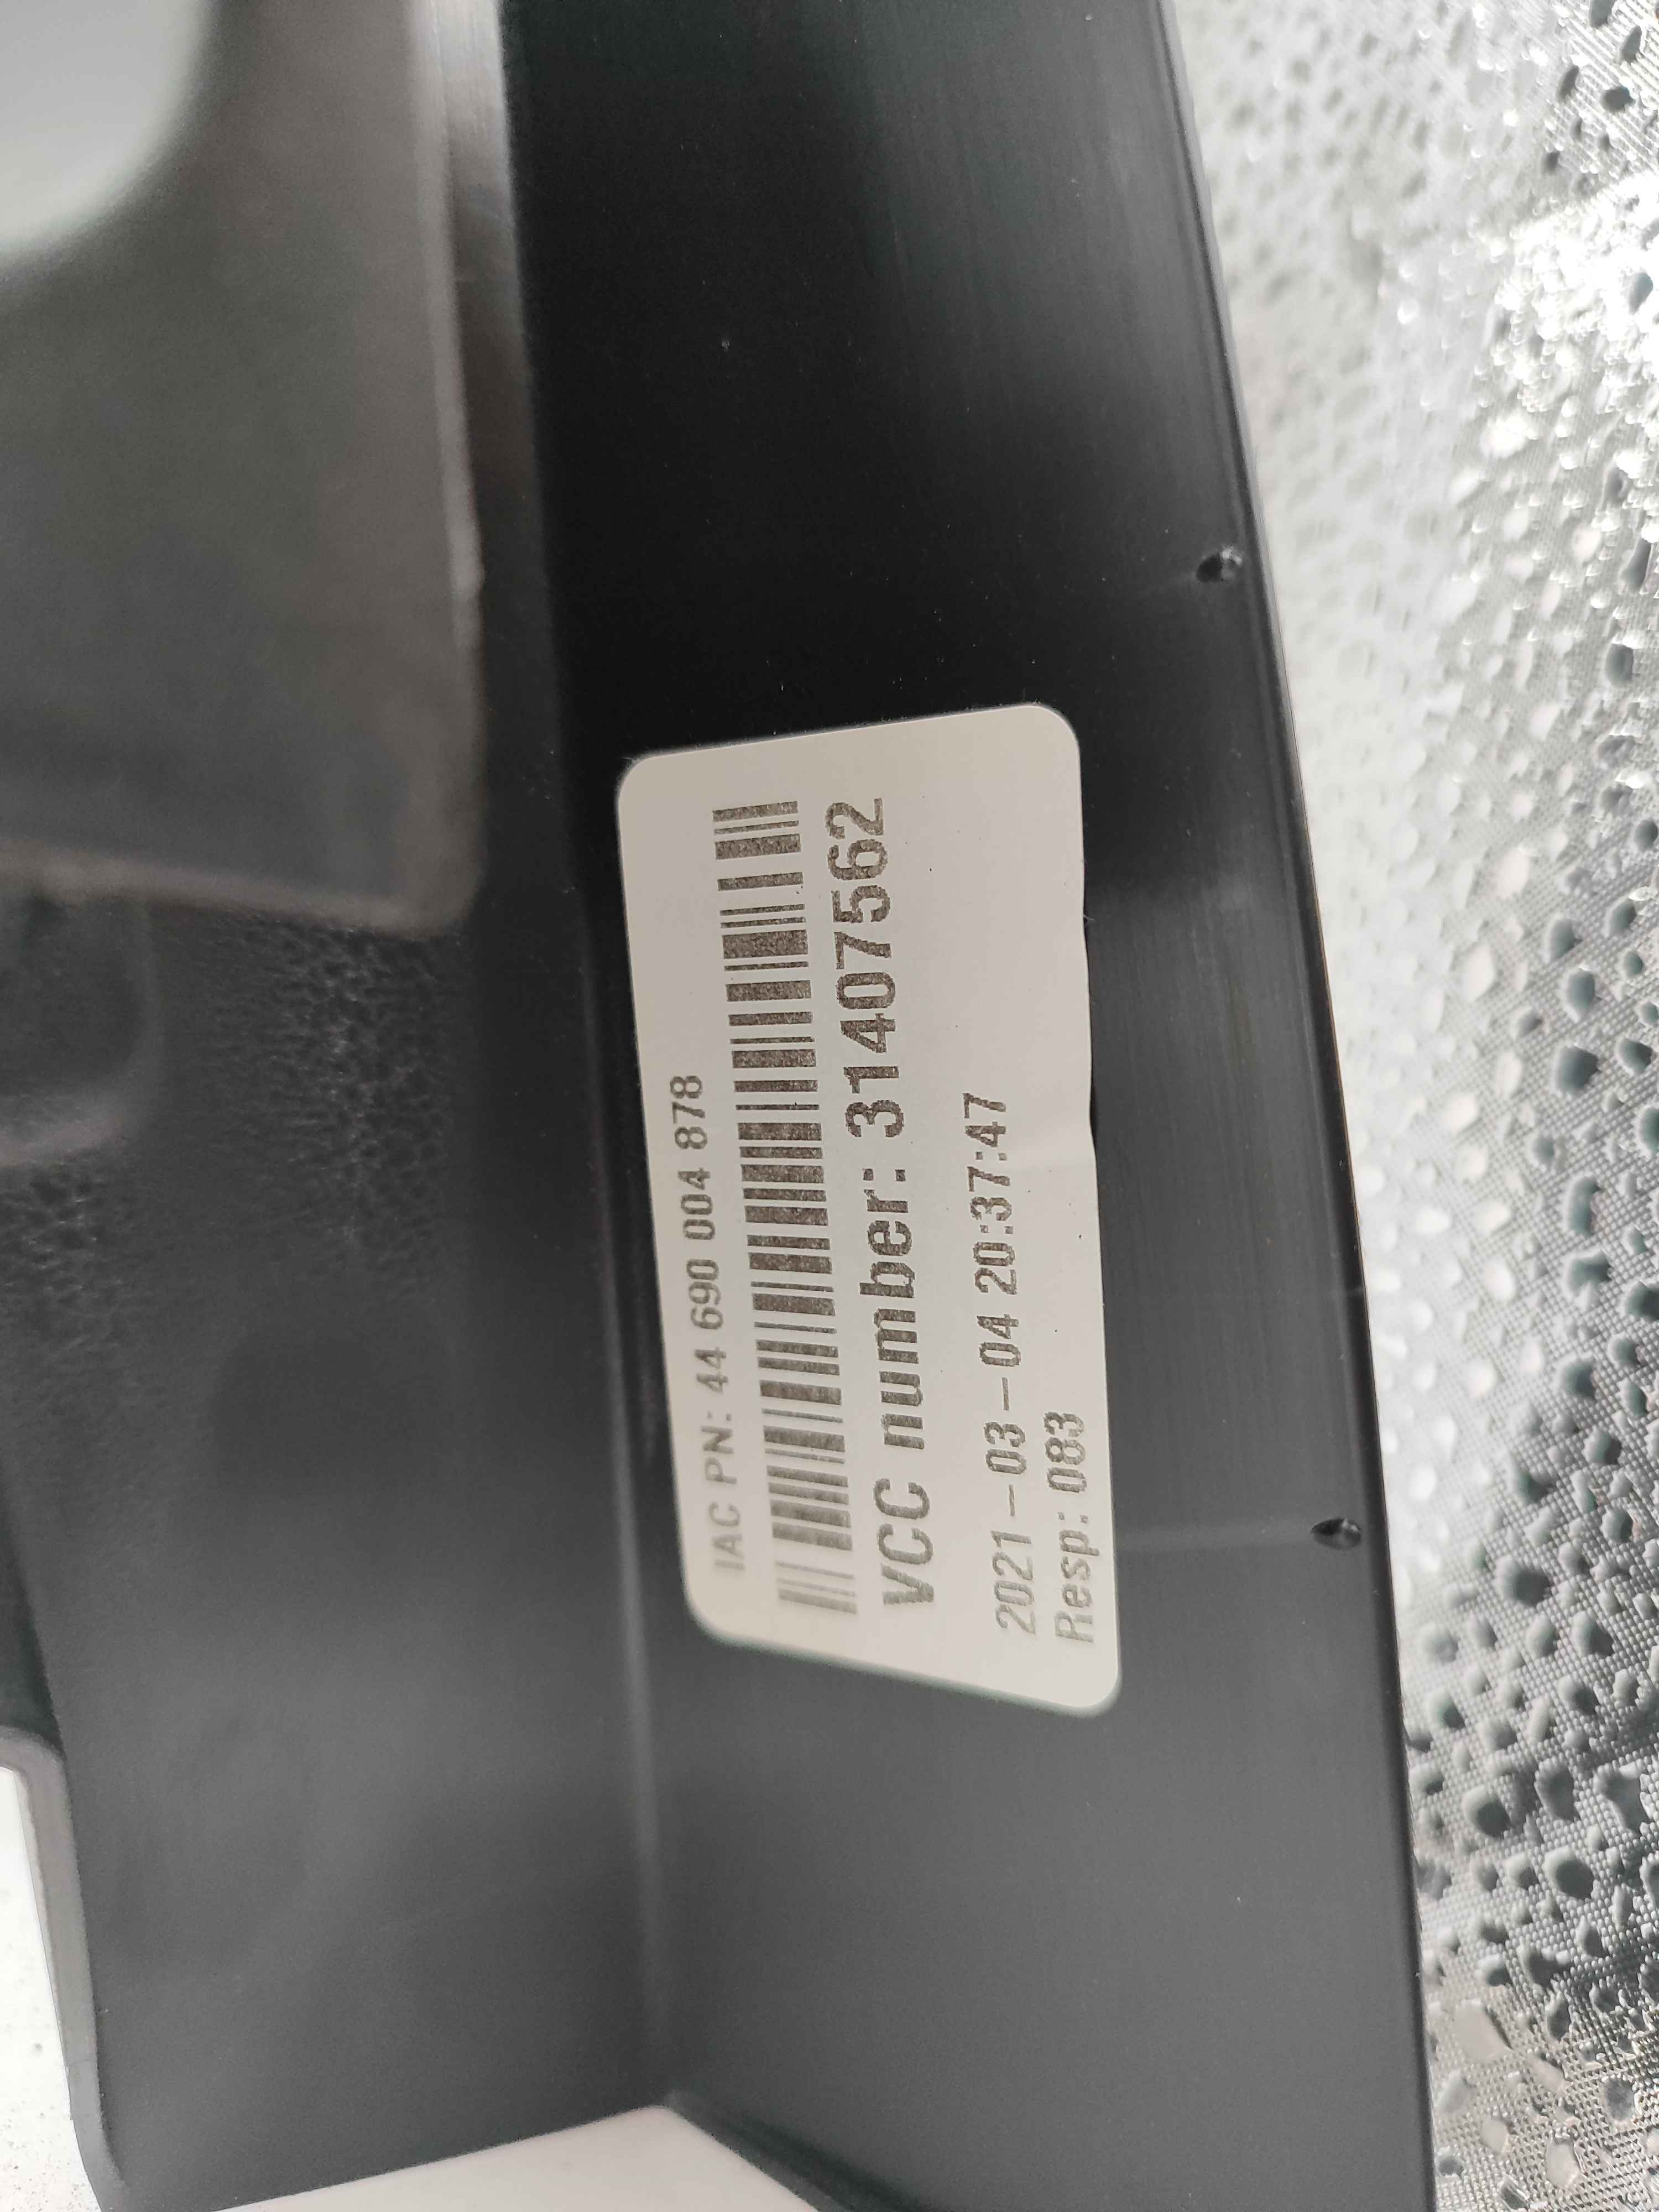 IAC PN: 44 690 004 878
VCC number: 31407562
2021-03-04 20:37:47
Resp: 083